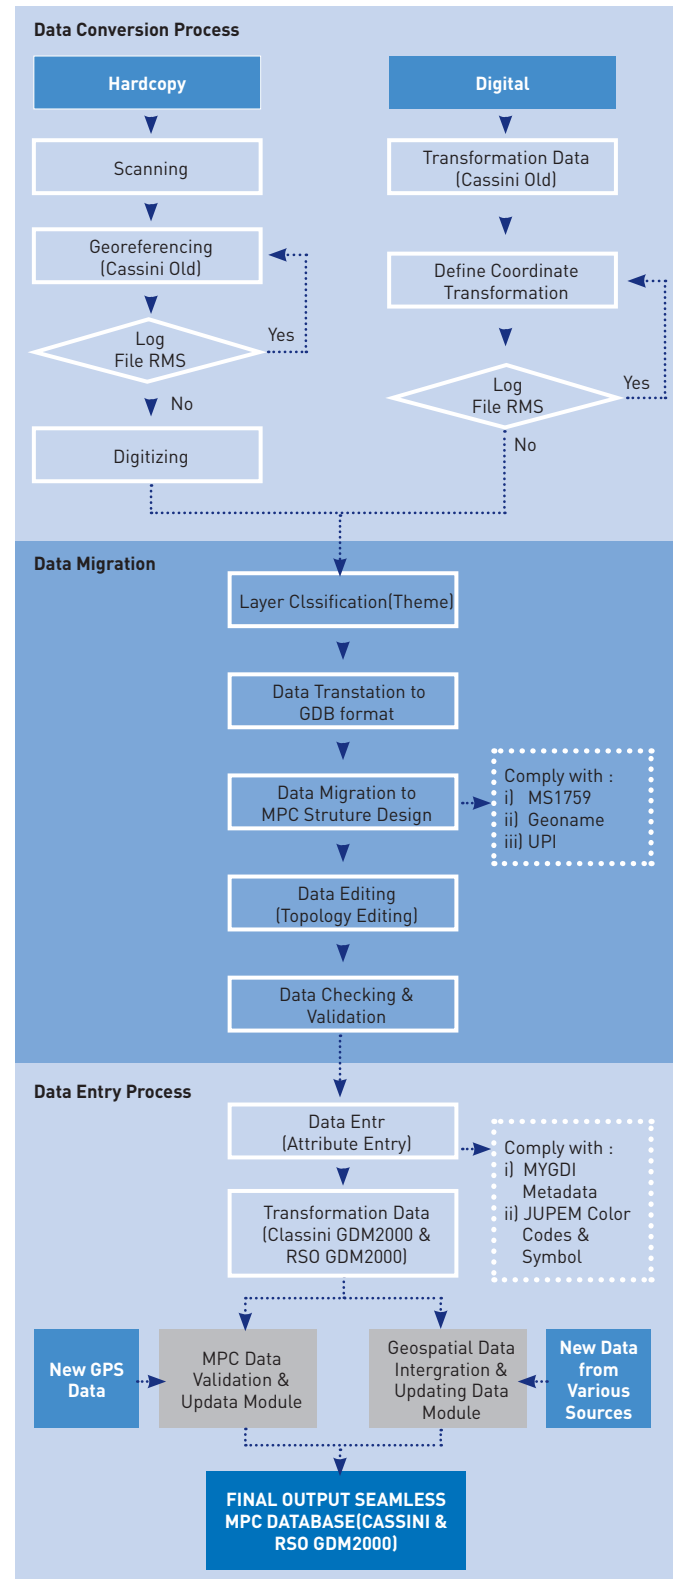 Data Conversion Process
Hardcopy
Scanning
Georeferencing
(Cassini Old)
Yes
Log
File RMS
No
Digitizing
Digital
Transformation Data
(Cassini Old)
Define Coordinate
Transformation
Yes
Log
File RMS
No
Data Migration
Layer Clssification(Theme)
Data Transtation to
GDB format
Data Migration to
MPC Struture Design
Comply with :
i) MS1759
ii) Geoname
iii) UPI
Data Editing
(Topology Editing)
Data Checking &
Validation
Data Entry Process
Data Entr
(Attribute Entry)
Comply with :
i) MYGDI
Metadata
ii) JUPEM Color
Codes &
Symbol
Transformation Data
(Classini GDM2000 &
RSO GDM2000)
New GPS
Data
MPC Data
Validation &
Updata Module
Geospatial Data
Intergration &
Updating Data
Module
New Data
from
Various
Sources
FINAL OUTPUT SEAMLESS
MPC DATABASE(CASSINI &
RSO GDM2000)